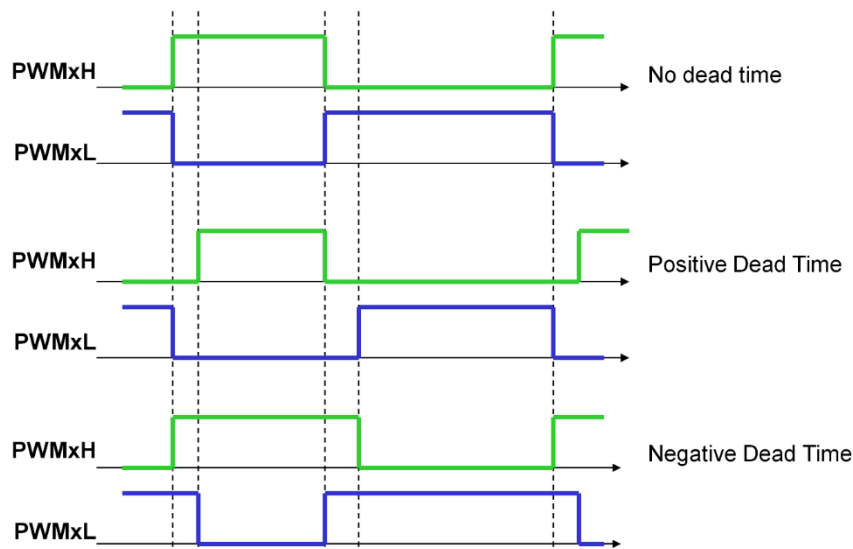 PWMxH
No dead time
PWMxL
PWMxH
Positive Dead Time
PWMxL
PWMxH
Negative Dead Time
PWMxL